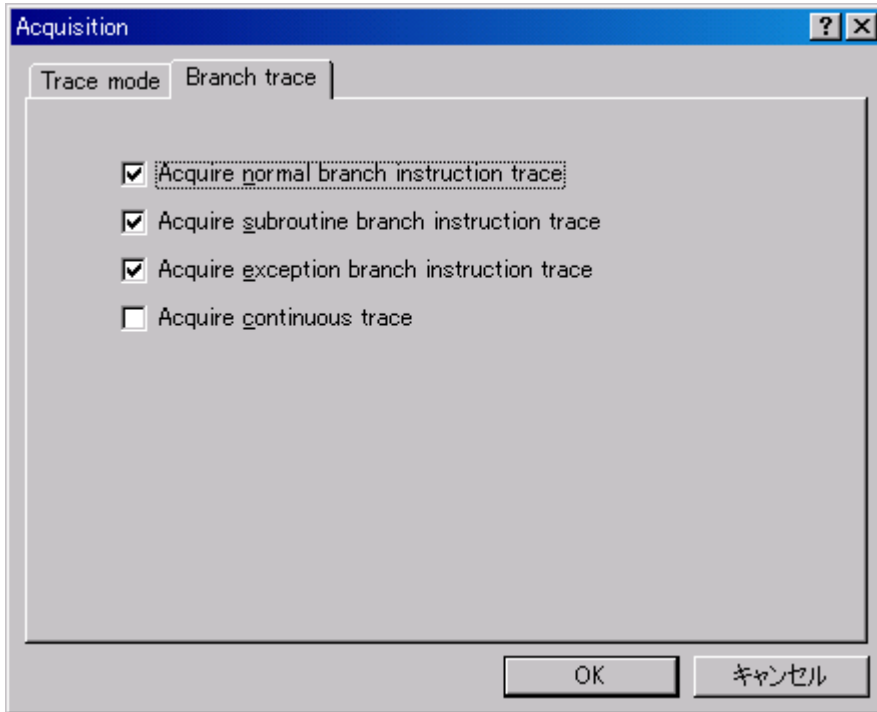 Acquisition
Trace mode Branch trace
Acquire normal branch instruction trace
Acquire subroutine branch instruction trace
Acquire exception branch instruction trace
Acquire continuous trace
OK キャンセル